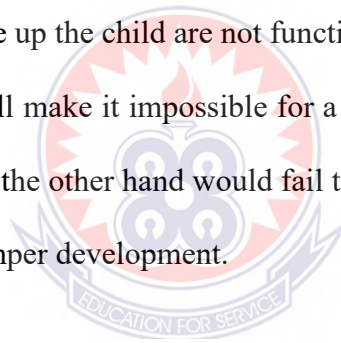 e up the child are not functi
ll make it impossible for a
the other hand would fail t
per development.
EDUCATION FOR SERVICE